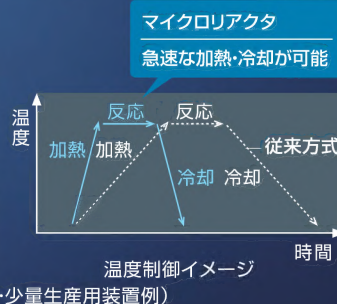 マイクロリアクタ
急速な加熱・冷却が可能
温度
反応
反応
加熱
加熱
従来方式
冷却
冷却
時間
温度制御イメージ
・少量生産用装置例）